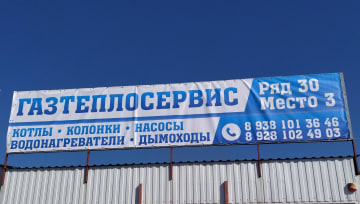 ГАЗТЕПЛОСЕРВИС
КОТЛЫ · КОЛОНКИ · НАСОСЫ
ВОДОНАГРЕВАТЕЛИ · ДЫМОХОДЫ
Ряд 30
Место 3
8 938 101 36 46
8 928 102 49 03